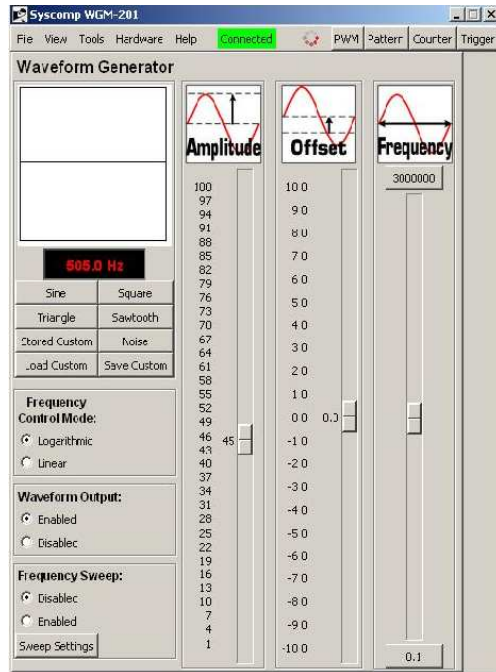 Syscomp WGM-201
File View Tools Hardware Help Connected PWM Pattern Counter Trigger
Waveform Generator
Amplitude
Offset
Frequency
505.0 Hz
Sine Square
Triangle Sawtooth
Stored Custom Noise
Load Custom Save Custom
Frequency
Control Mode:
Logarithmic
Linear
Waveform Output:
Enabled
Disabled
Frequency Sweep:
Disabled
Enabled
Sweep Settings
100
97
94
91
88
85
82
79
76
73
70
67
64
61
58
55
52
49
46
43
40
37
34
31
28
25
22
19
16
13
10
7
4
1
45
10 0
9 0
8 0
7 0
6 0
5 0
4 0
3 0
2 0
1 0
0 0
-1 0
-2 0
-3 0
-4 0
-5 0
-6 0
-7 0
-8 0
-9 0
-10 0
0.0
3000000
0.1